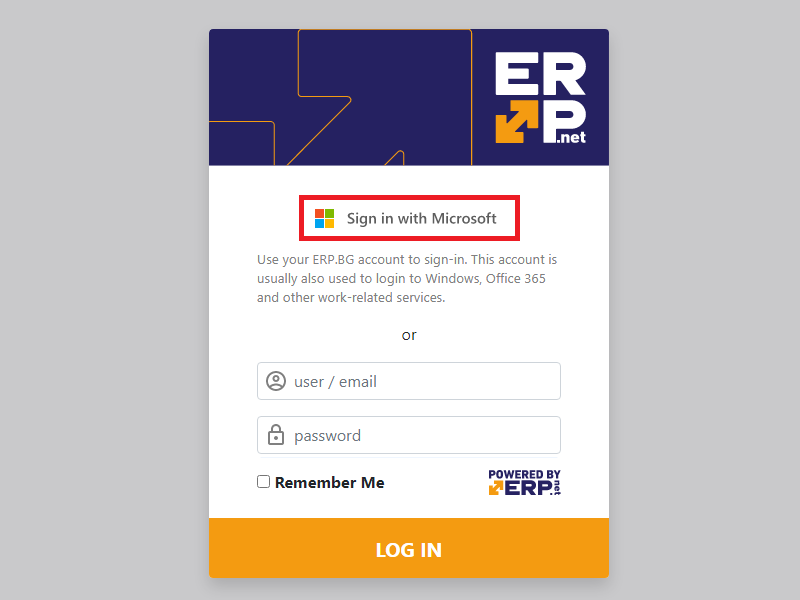 ER
P
.net
Sign in with Microsoft
Use your ERP.BG account to sign-in. This account is
usually also used to login to Windows, Office 365
and other work-related services.
or
user / email
password
Remember Me
POWERED BY
ERP.net
LOG IN